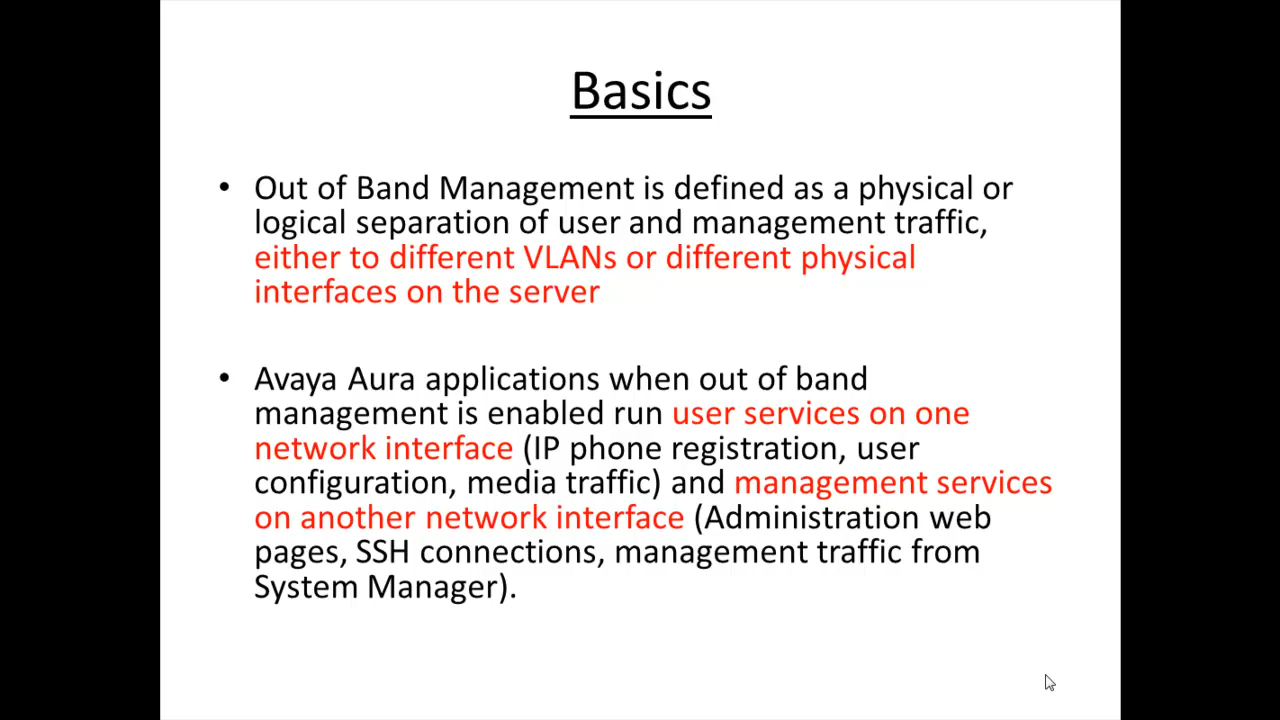 Basics
• Out of Band Management is defined as a physical or
logical separation of user and management traffic,
either to different VLANs or different physical
interfaces on the server
• Avaya Aura applications when out of band
management is enabled run user services on one
network interface (IP phone registration, user
configuration, media traffic) and management services
on another network interface (Administration web
pages, SSH connections, management traffic from
System Manager).